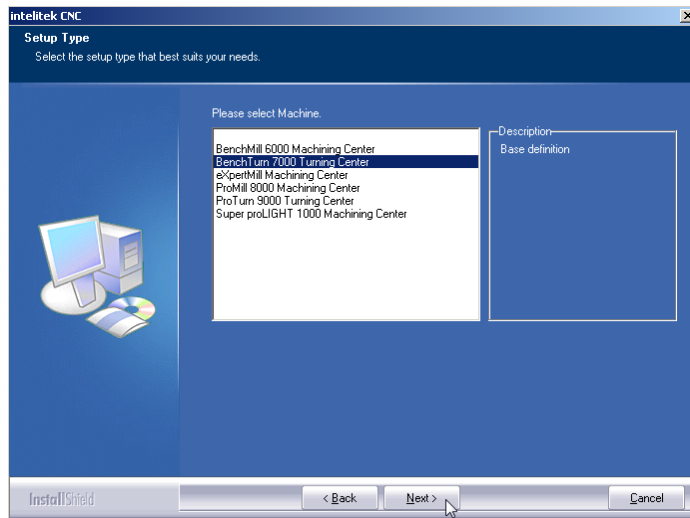 intelitek CNC
Setup Type
Select the setup type that best suits your needs.
Please select Machine.
BenchMill 6000 Machining Center
BenchTurn 7000 Turning Center
eXpertMill Machining Center
ProMill 8000 Machining Center
ProTurn 9000 Turning Center
Super proLIGHT 1000 Machining Center
Description
Base definition
InstallShield
< Back
Next >
Cancel